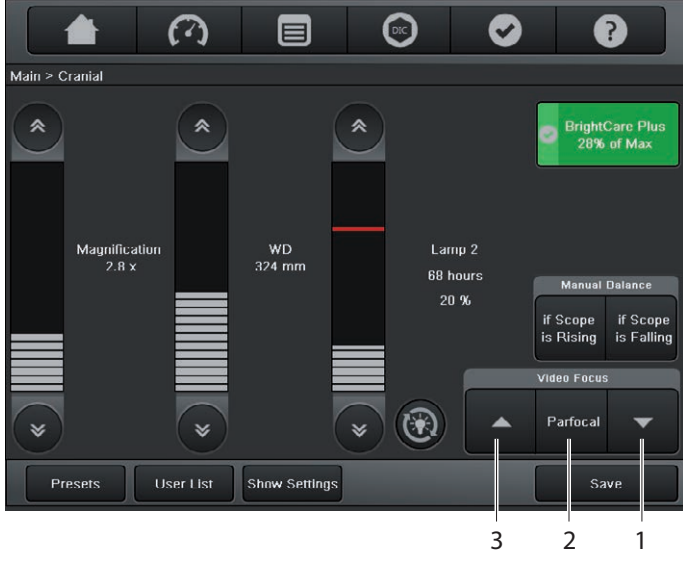 DIC
?
Main > Cranial
BrightCare Plus
28% of Max
Magnification
2.8 x
WD
324 mm
Lamp 2
68 hours
20 %
Manual Balance
if Scope
is Rising
if Scope
is Falling
Video Focus
Parfocal
Presets
User List
Show Settings
Save
3
2
1